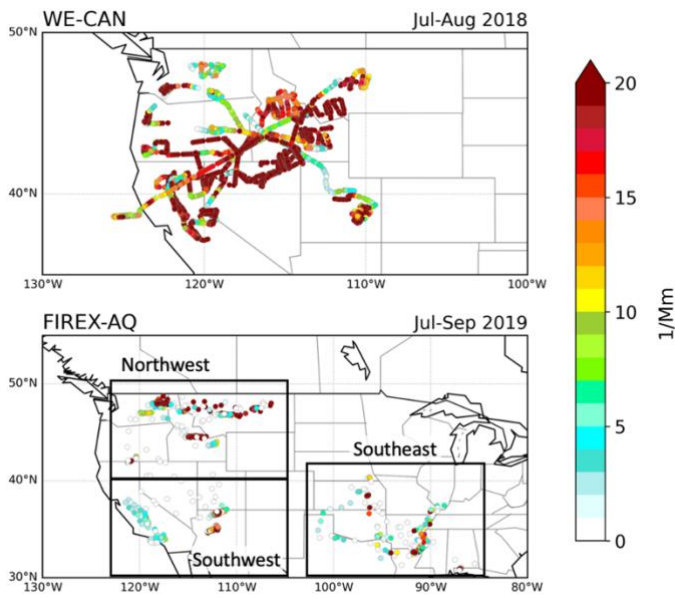 WE-CAN Jul-Aug 2018
50°N
40°N
130°W 120°W 110°W 100°W
FIREX-AQ Jul-Sep 2019
Northwest
50°N
Southeast
40°N
Southwest
30°N
120°W 110°W 100°W 90°W 80°W
20
15
10
5
0
1/Mm